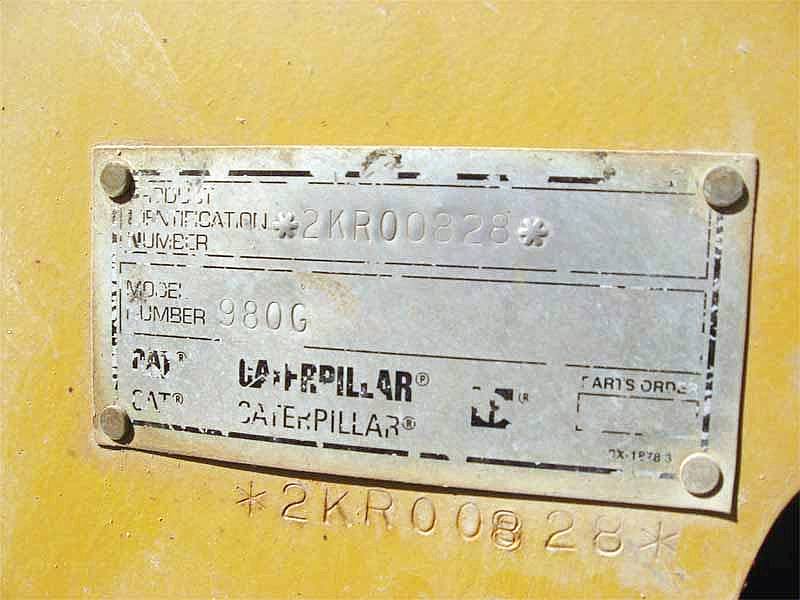 PRODUCT
IDENTIFICATION
NUMBER
*2KR00828*
MODEL
NUMBER 980G
CAT® CATERPILLAR®
CAT® CATERPILLAR®
PARTS ORDER
*2KR00828*